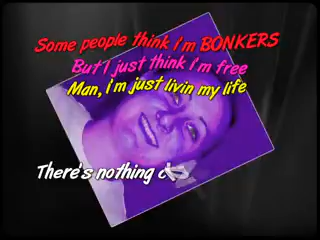 Some people think i'm BONKERS
But I just think i'm free
Man, i'm just livin my life
There's nothing